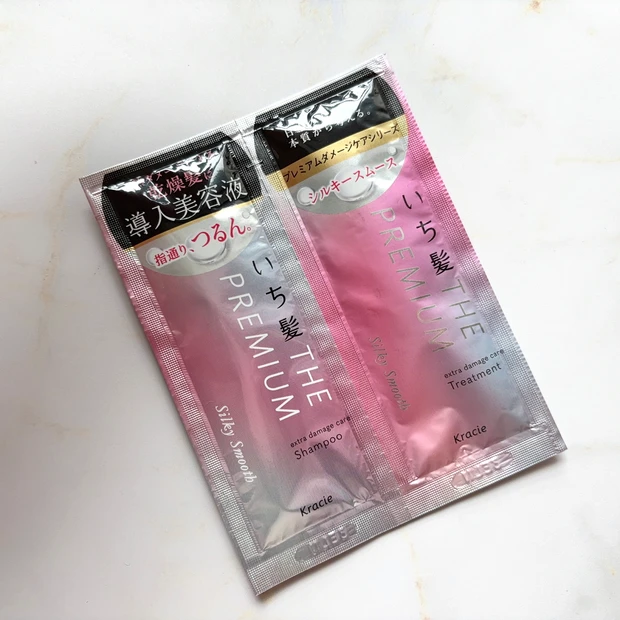 乾燥髪に
導入美容液
指通り、つるん。
いち髪 THE
PREMIUM
Silky Smooth
extra damage care
Shampoo
Kracie
本質から
プレミアムダメージケアシリーズ
シルキースムース
いち髪 THE
PREMIUM
Silky Smooth
extra damage care
Treatment
Kracie